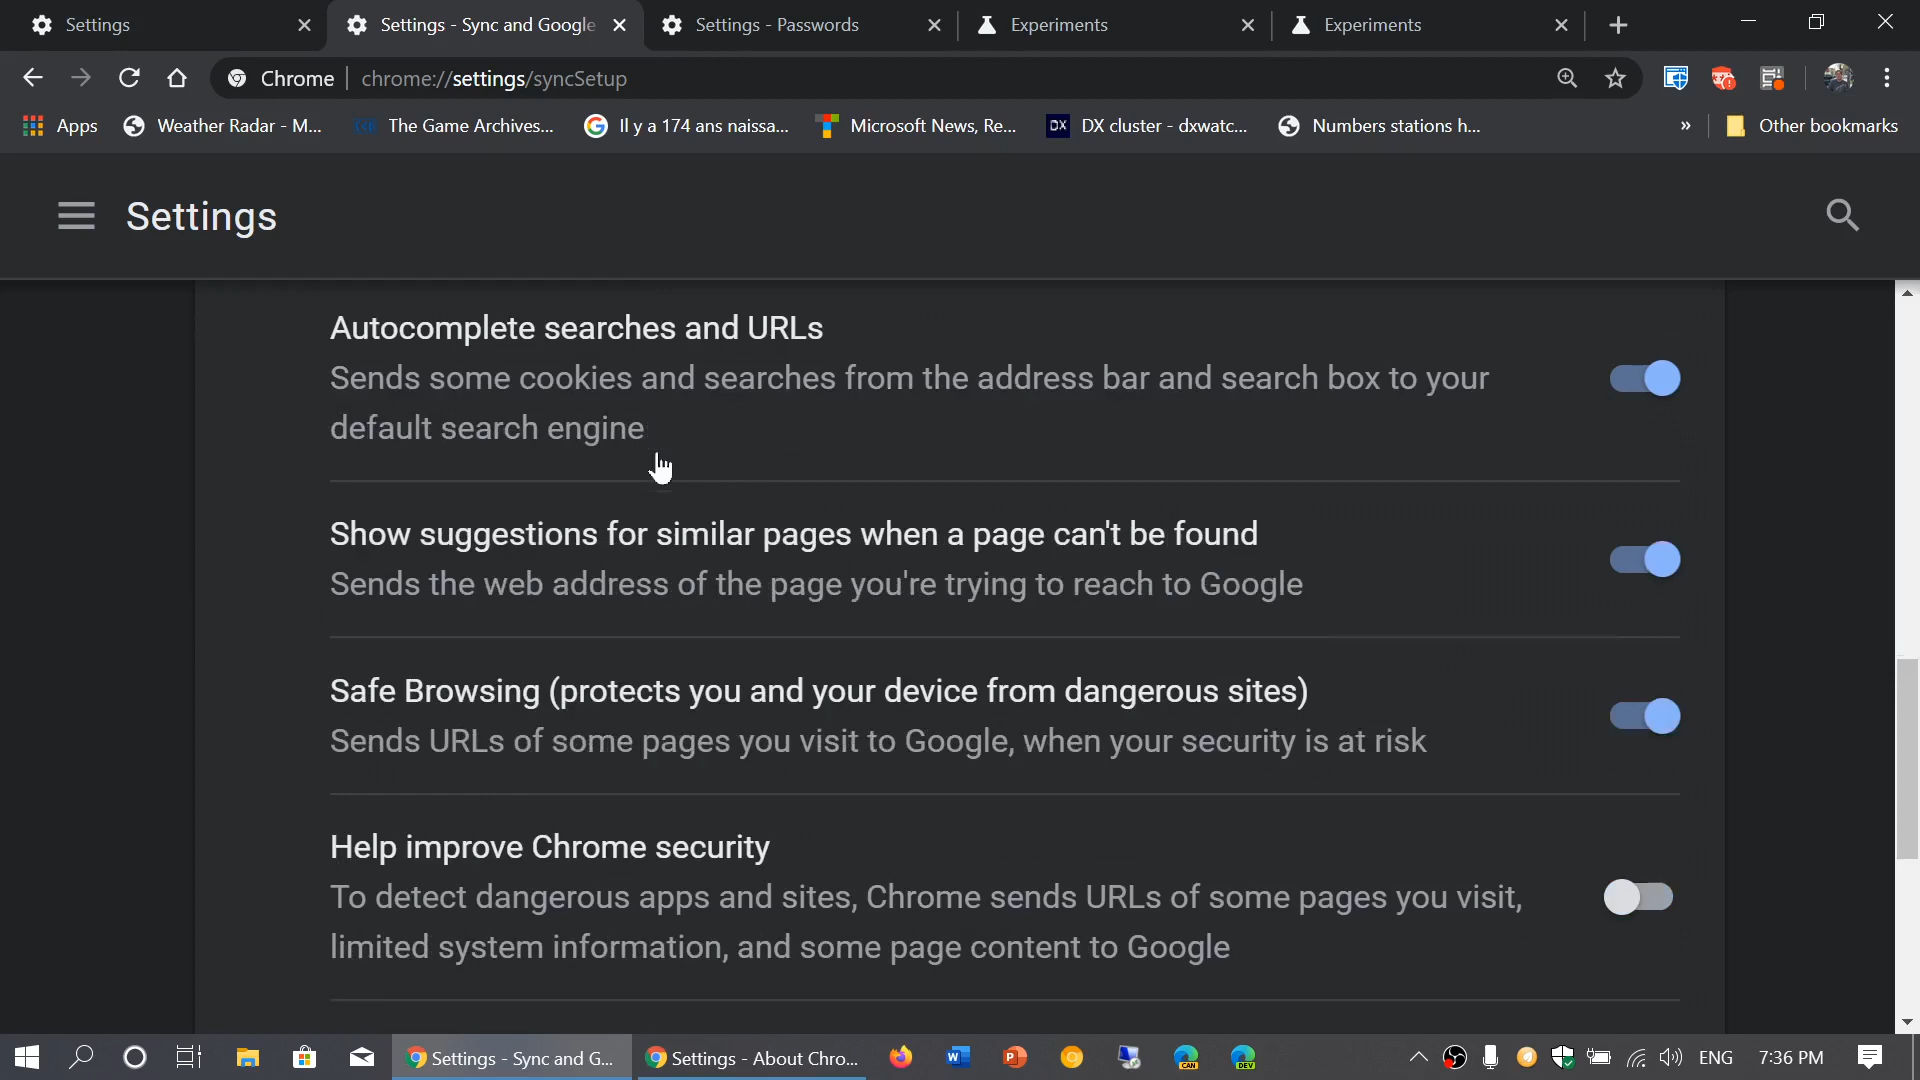 Settings
Settings - Sync and Google
Settings - Passwords
Experiments
Experiments
Chrome
chrome://settings/syncSetup
Apps
Weather Radar - M...
The Game Archives...
Il y a 174 ans naissa...
Microsoft News, Re...
DX
DX cluster - dxwatc...
Numbers stations h...
»
Other bookmarks
Settings
Autocomplete searches and URLs
Sends some cookies and searches from the address bar and search box to your
default search engine
Show suggestions for similar pages when a page can't be found
Sends the web address of the page you're trying to reach to Google
Safe Browsing (protects you and your device from dangerous sites)
Sends URLs of some pages you visit to Google, when your security is at risk
Help improve Chrome security
To detect dangerous apps and sites, Chrome sends URLs of some pages you visit,
limited system information, and some page content to Google
Settings - Sync and G...
Settings - About Chro...
CAN
DEV
ENG
7:36 PM